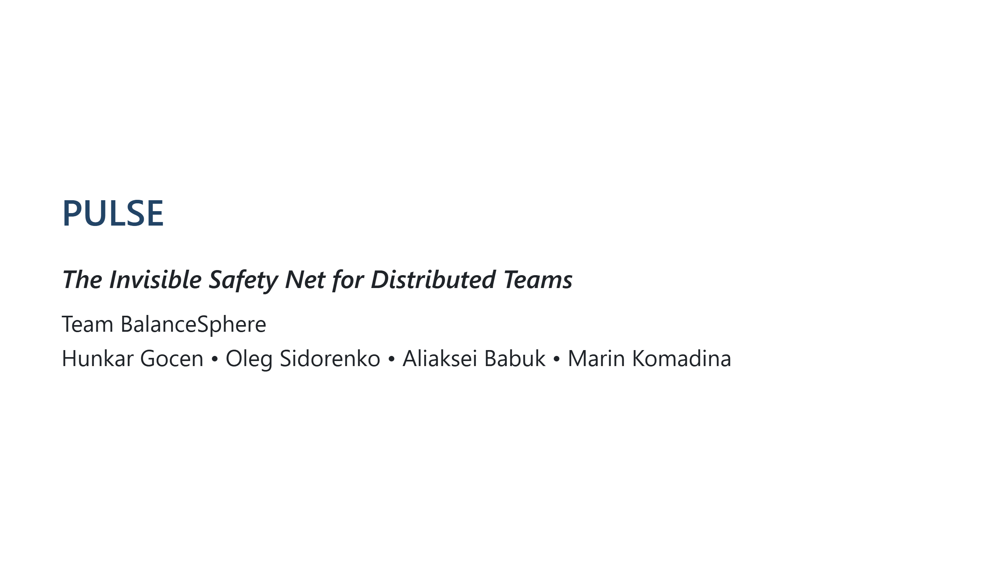 PULSE
The Invisible Safety Net for Distributed Teams
Team BalanceSphere
Hunkar Gocen • Oleg Sidorenko • Aliaksei Babuk • Marin Komadina